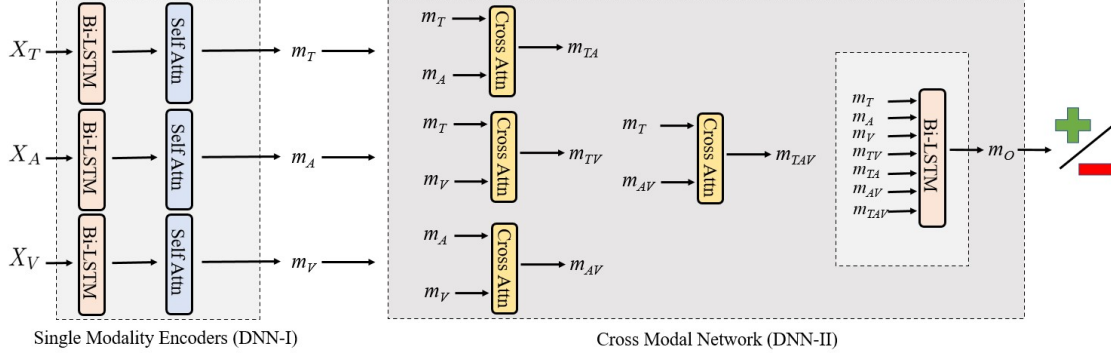 X_T
Bi-LSTM
Self Attn
m_T
X_A
Bi-LSTM
Self Attn
m_A
X_V
Bi-LSTM
Self Attn
m_V
Single Modality Encoders (DNN-I)
m_T
m_A
Cross Attn
m_TA
m_T
m_V
Cross Attn
m_TV
m_A
m_V
Cross Attn
m_AV
m_T
m_AV
Cross Attn
m_TAV
m_T
m_A
m_V
m_TV
m_TA
m_AV
m_TAV
Bi-LSTM
m_O
Cross Modal Network (DNN-II)